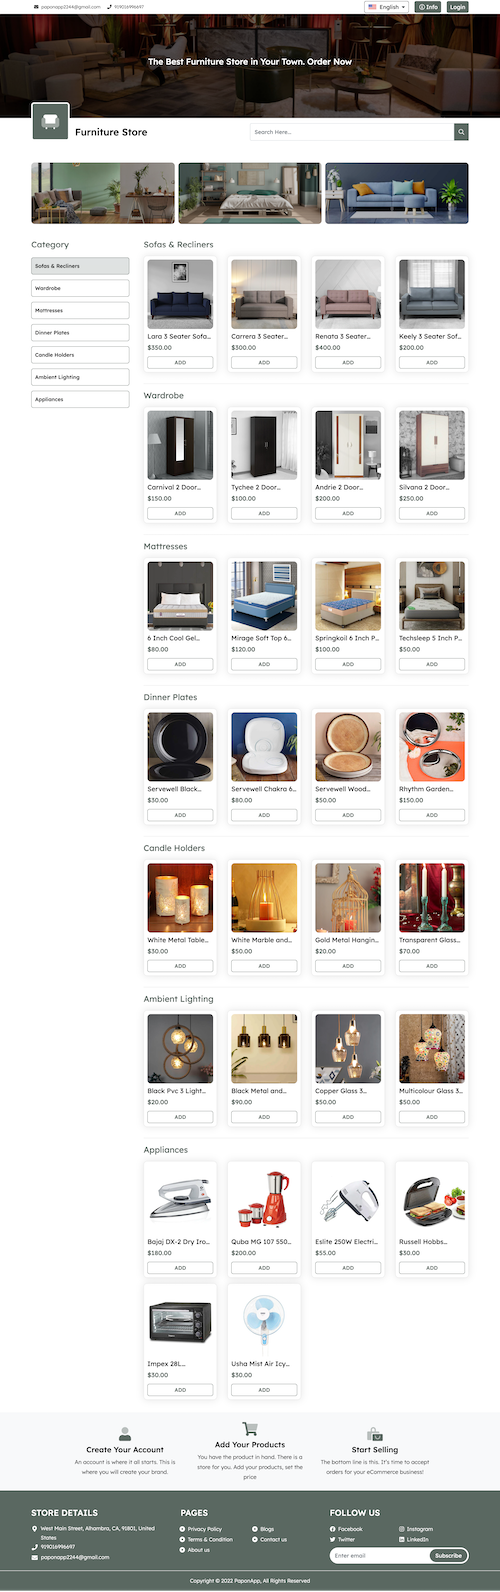 paponapp2244@gmail.com 919016996697
English Info Login
The Best Furniture Store in Your Town. Order Now
Furniture Store
Search Here...
Category
Sofas & Recliners
Wardrobe
Mattresses
Dinner Plates
Candle Holders
Ambient Lighting
Appliances
Sofas & Recliners
Lara 3 Seater Sofa... Carrera 3 Seater... Renata 3 Seater... Keely 3 Seater Sof...
$350.00 $300.00 $400.00 $200.00
ADD ADD ADD ADD
Wardrobe
Carnival 2 Door... Tychee 2 Door... Andrie 2 Door... Silvana 2 Door...
$150.00 $100.00 $200.00 $250.00
ADD ADD ADD ADD
Mattresses
6 Inch Cool Gel... Mirage Soft Top 6... Springkoil 6 Inch P... Techsleep 5 Inch P...
$80.00 $120.00 $100.00 $50.00
ADD ADD ADD ADD
Dinner Plates
Servewell Black... Servewell Chakra 6... Servewell Wood... Rhythm Garden...
$30.00 $80.00 $50.00 $150.00
ADD ADD ADD ADD
Candle Holders
White Metal Table... White Marble and... Gold Metal Hangin... Transparent Glass...
$30.00 $50.00 $20.00 $70.00
ADD ADD ADD ADD
Ambient Lighting
Black Pvc 3 Light... Black Metal and... Copper Glass 3... Multicolour Glass 3...
$20.00 $90.00 $50.00 $50.00
ADD ADD ADD ADD
Appliances
Bajaj DX-2 Dry Iro... Quba MG 107 550... Eslite 250W Electri... Russell Hobbs...
$180.00 $200.00 $55.00 $30.00
ADD ADD ADD ADD
Impex 28L... Usha Mist Air Icy...
$30.00 $30.00
ADD ADD
Create Your Account
An account is where it all starts. This is
where you will create your brand.
Add Your Products
You have the product in hand. There is a
store for you. Add your products, set the
price
Start Selling
The bottom line is this. It's time to accept
orders for your eCommerce business!
STORE DETAILS
West Main Street, Alhambra, CA, 91801, United
States
919016996697
paponapp2244@gmail.com
PAGES
Privacy Policy Blogs
Terms & Condition Contact us
About us
FOLLOW US
Facebook Instagram
Twitter LinkedIn
Enter email Subscribe
Copyright © 2022 PaponApp, All Rights Reserved